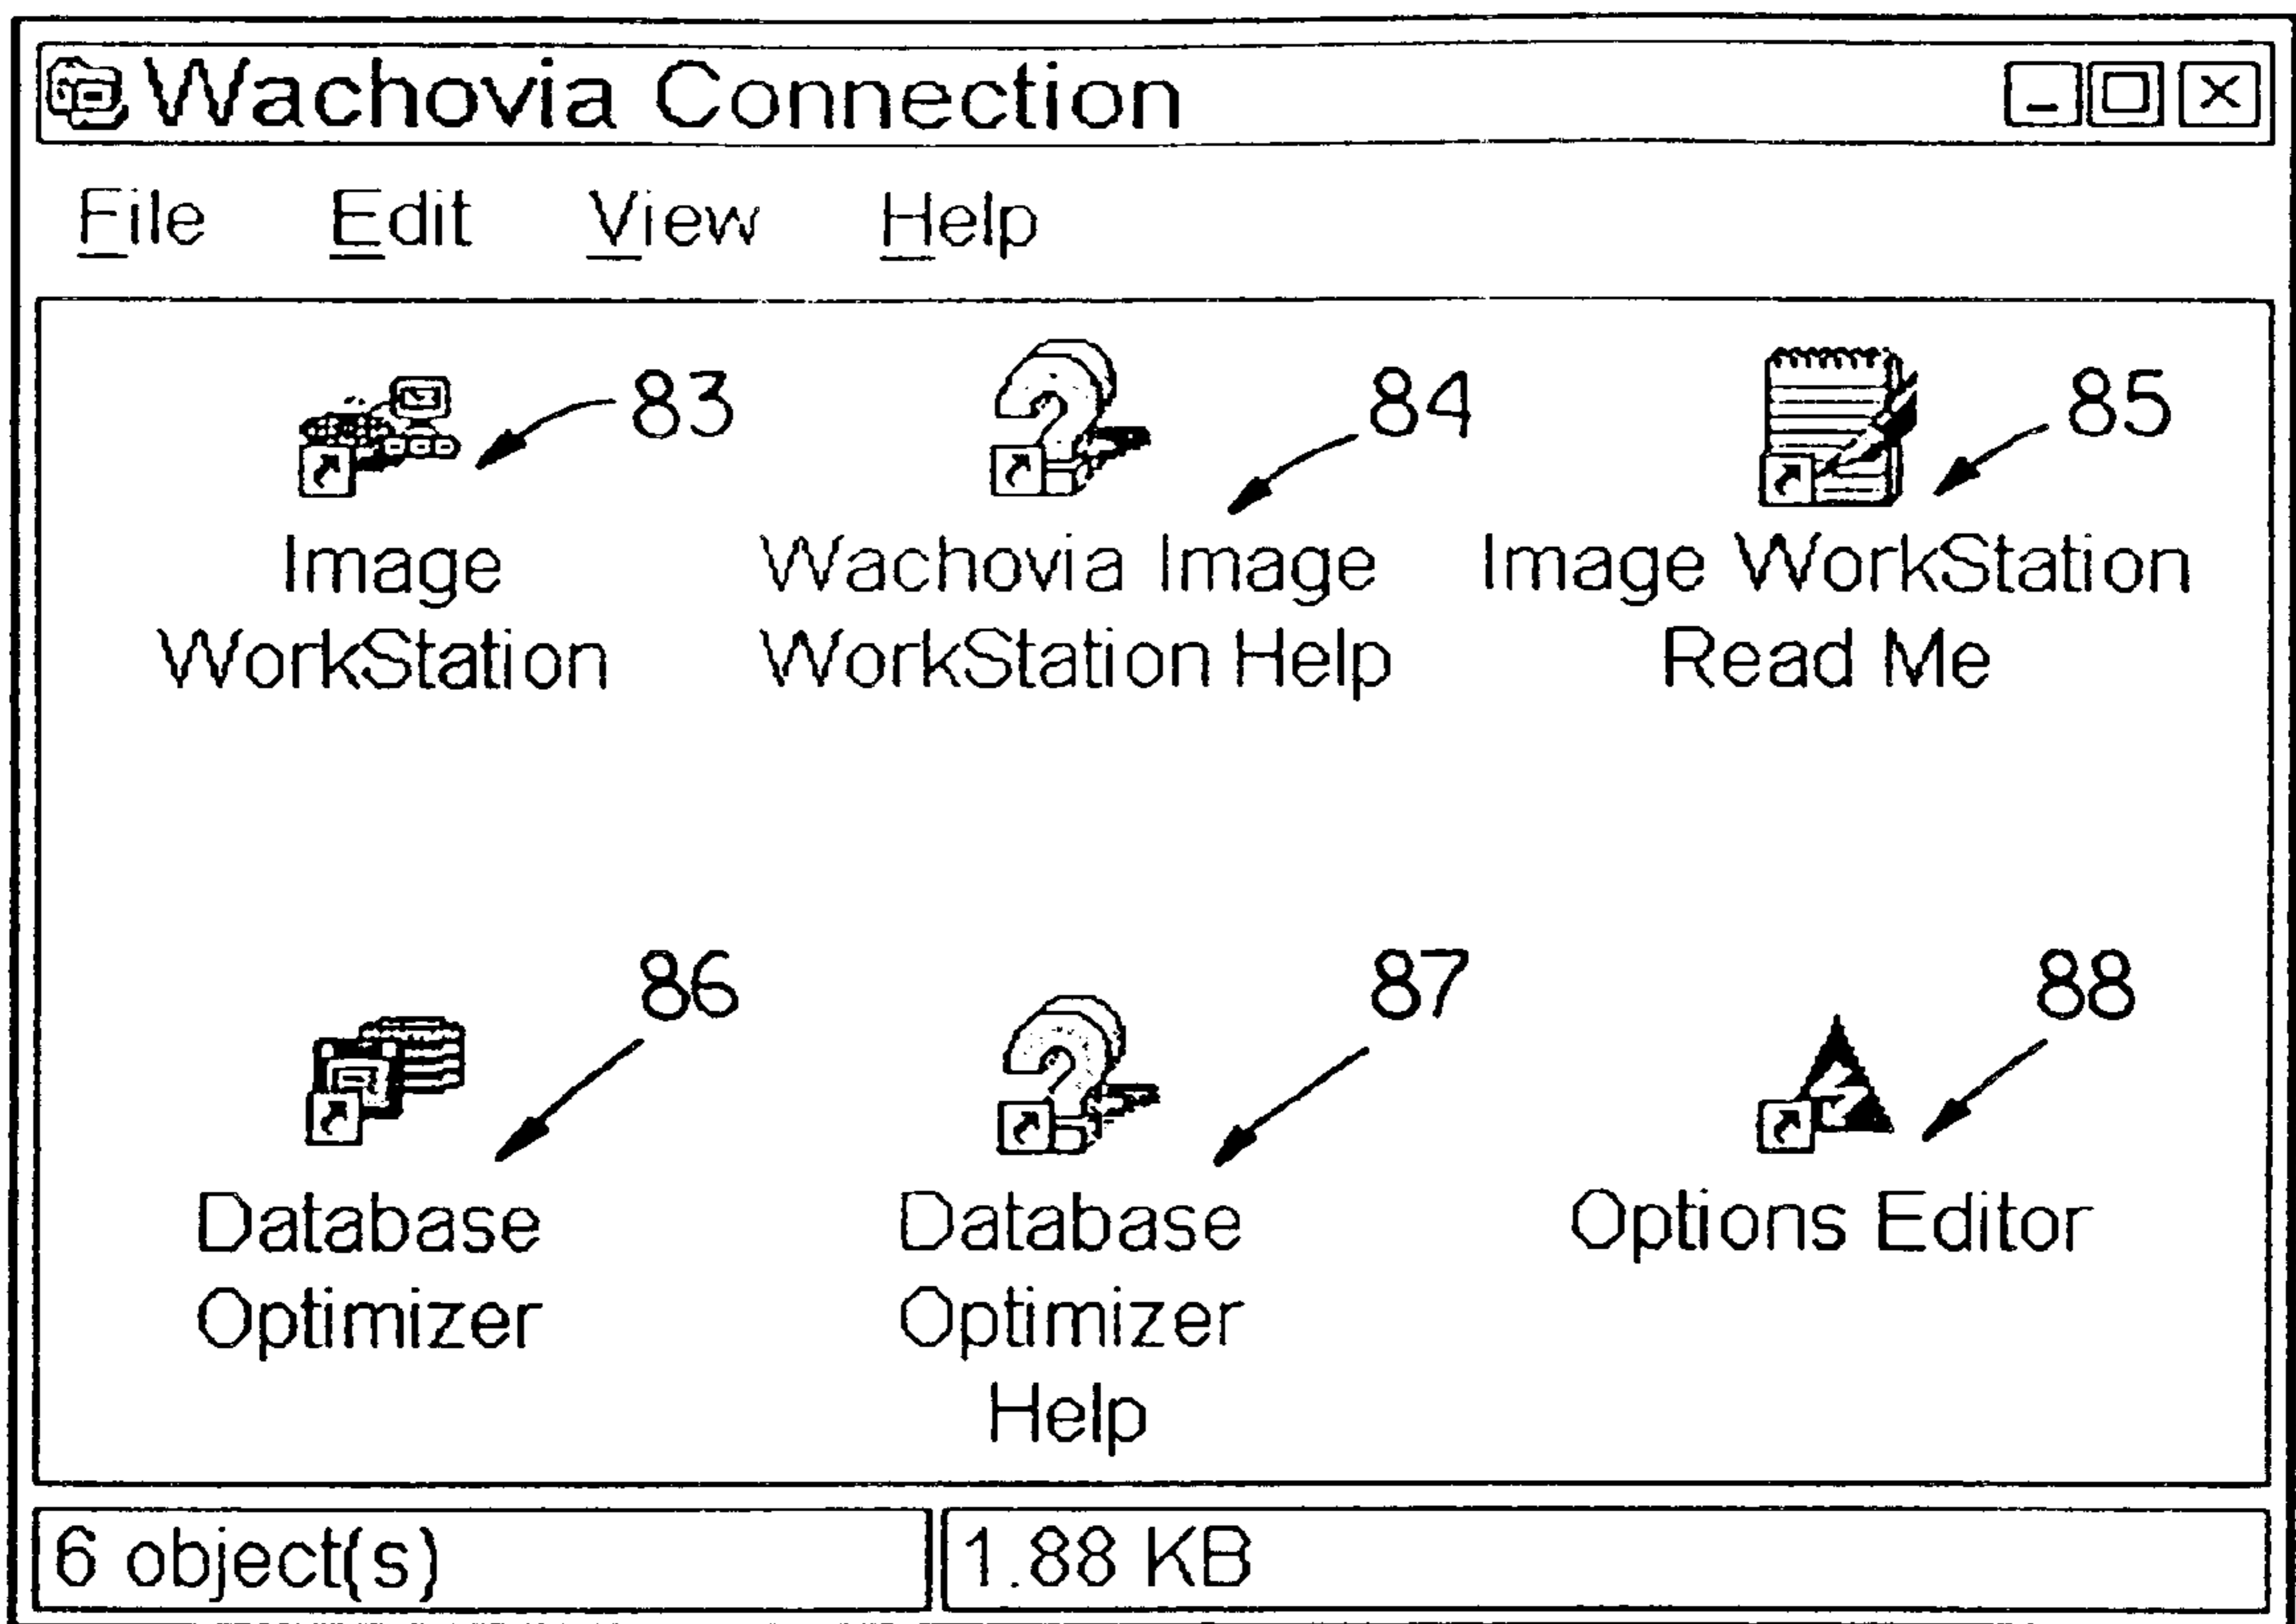 Wachovia Connection
File Edit View Help
83 84 85
Image Wachovia Image Image WorkStation
WorkStation WorkStation Help Read Me
86 87 88
Database Database Options Editor
Optimizer Optimizer
Help
6 object(s) 1.88 KB